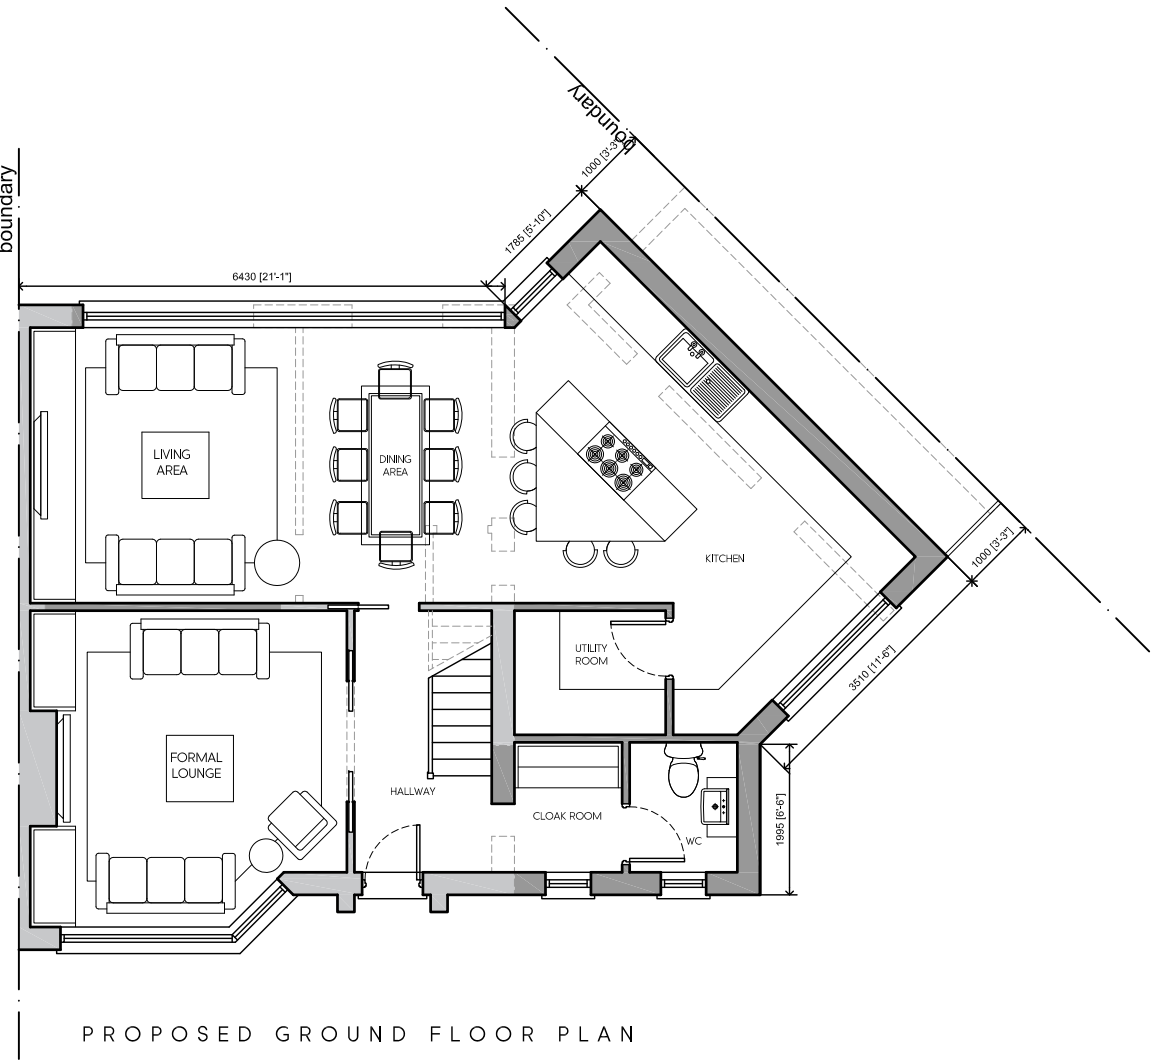 boundary
1000 [3'-3"]
boundary
1785 [5'-10"]
6430 [21'-1"]
LIVING
AREA
DINING
AREA
KITCHEN
1000 [3'-3"]
UTILITY
ROOM
3510 [11'-6"]
FORMAL
LOUNGE
HALLWAY
CLOAK ROOM
WC
1995 [6'-6"]
PROPOSED GROUND FLOOR PLAN